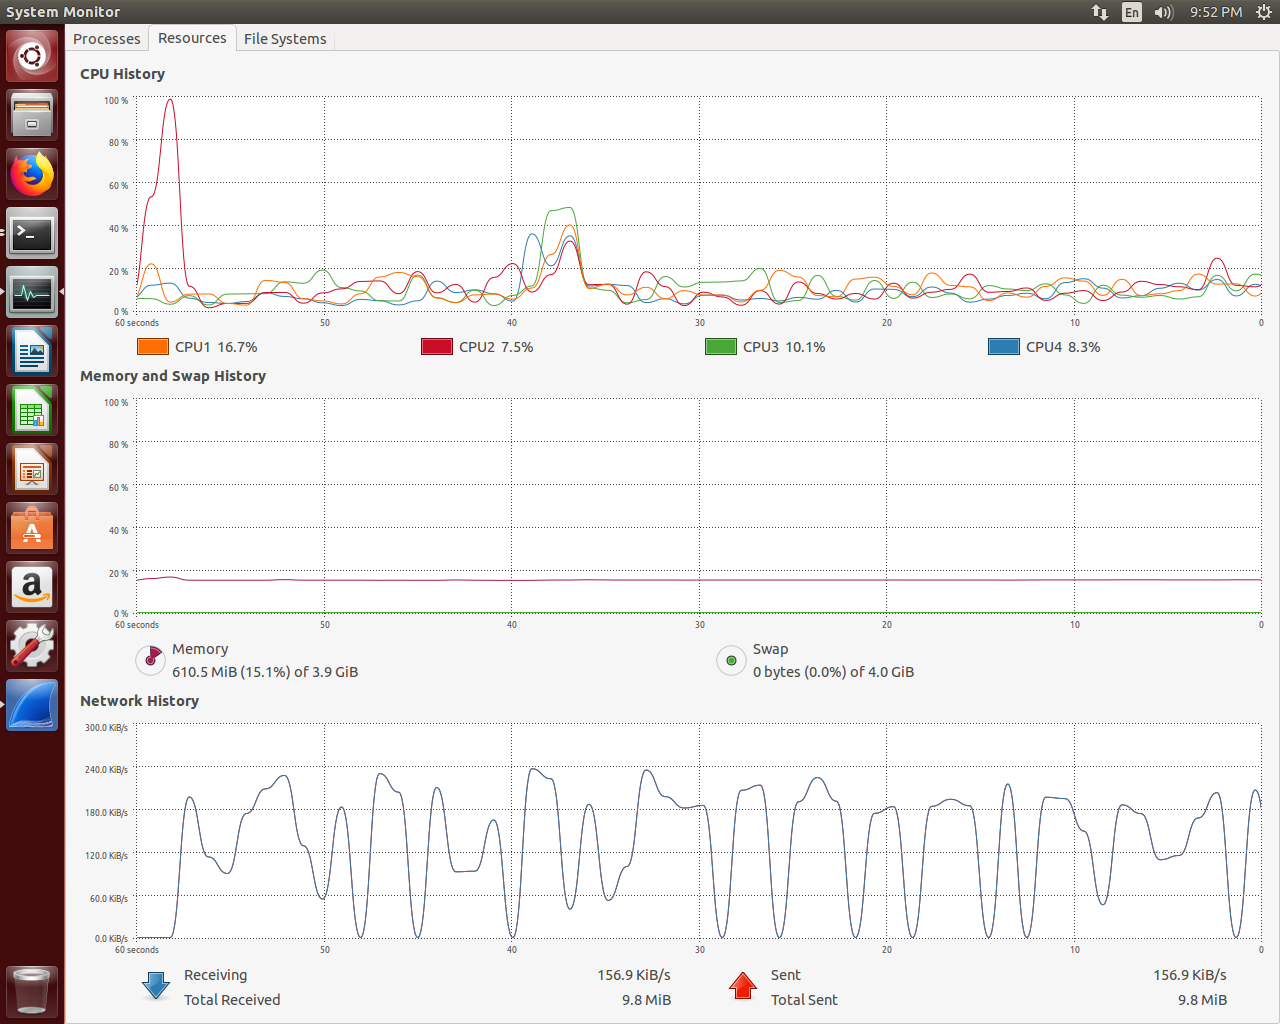 System Monitor
En
9:52 PM
Processes Resources File Systems
CPU History
100 %
80 %
60 %
40 %
20 %
0 %
60 seconds 50 40 30 20 10 0
CPU1 16.7% CPU2 7.5% CPU3 10.1% CPU4 8.3%
Memory and Swap History
100 %
80 %
60 %
40 %
20 %
0 %
60 seconds 50 40 30 20 10 0
Memory
610.5 MiB (15.1%) of 3.9 GiB
Swap
0 bytes (0.0%) of 4.0 GiB
Network History
300.0 KiB/s
240.0 KiB/s
180.0 KiB/s
120.0 KiB/s
60.0 KiB/s
0.0 KiB/s
60 seconds 50 40 30 20 10 0
Receiving 156.9 KiB/s
Total Received 9.8 MiB
Sent 156.9 KiB/s
Total Sent 9.8 MiB